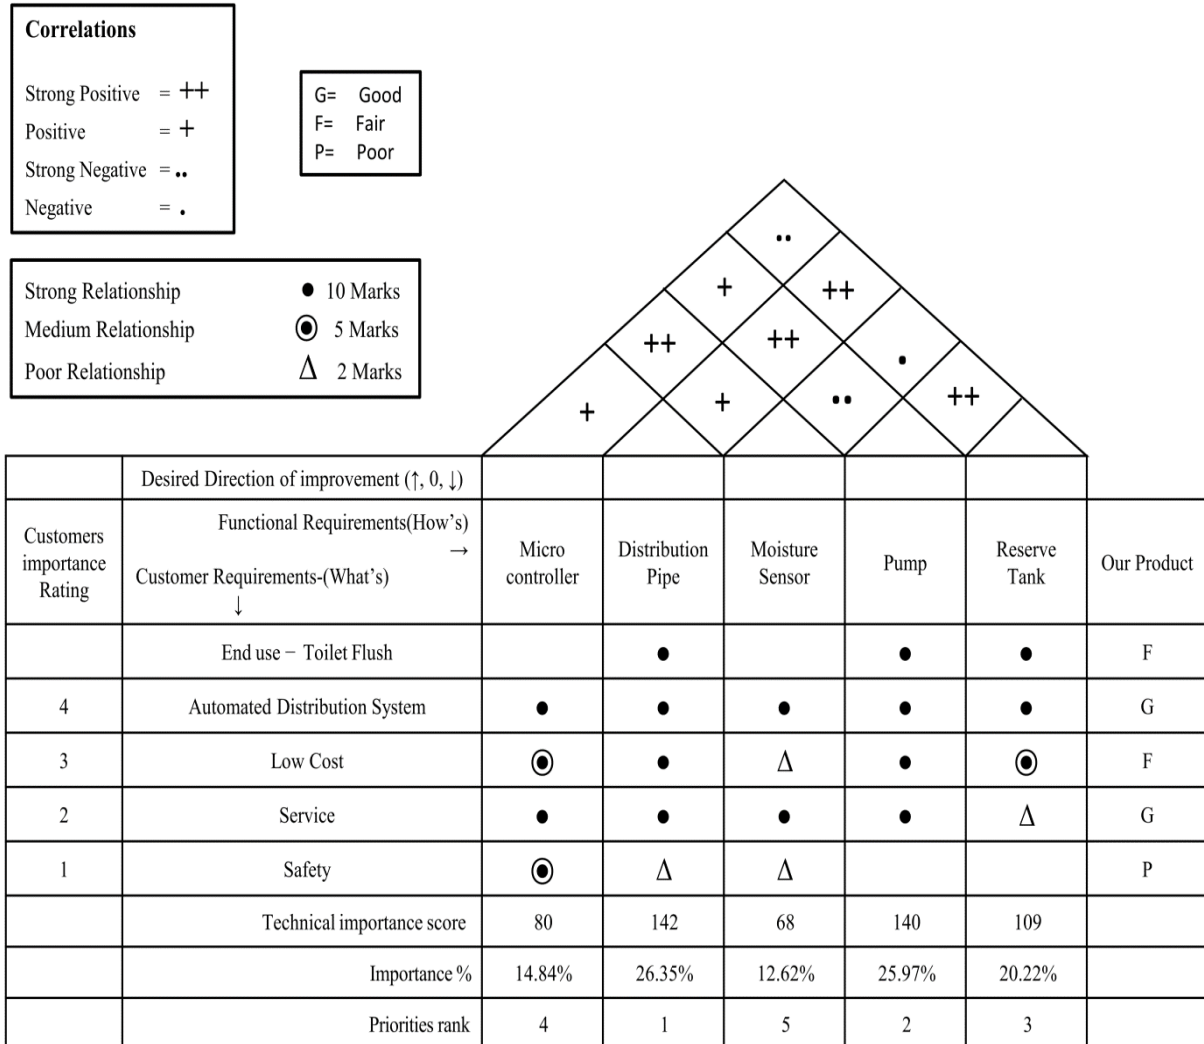 Correlations
Strong Positive = ++
Positive = +
Strong Negative = ..
Negative = .
G= Good
F= Fair
P= Poor
Strong Relationship ● 10 Marks
Medium Relationship ◉ 5 Marks
Poor Relationship Δ 2 Marks
..
+ ++
++ ++ .
+ + .. ++
Desired Direction of improvement (↑, 0, ↓)
Customers
importance
Rating
Functional Requirements(How's)
→
Customer Requirements-(What's)
↓
Micro
controller
Distribution
Pipe
Moisture
Sensor
Pump
Reserve
Tank
Our Product
End use − Toilet Flush ● ● ● F
4 Automated Distribution System ● ● ● ● ● G
3 Low Cost ◉ ● Δ ● ◉ F
2 Service ● ● ● ● Δ G
1 Safety ◉ Δ Δ P
Technical importance score 80 142 68 140 109
Importance % 14.84% 26.35% 12.62% 25.97% 20.22%
Priorities rank 4 1 5 2 3